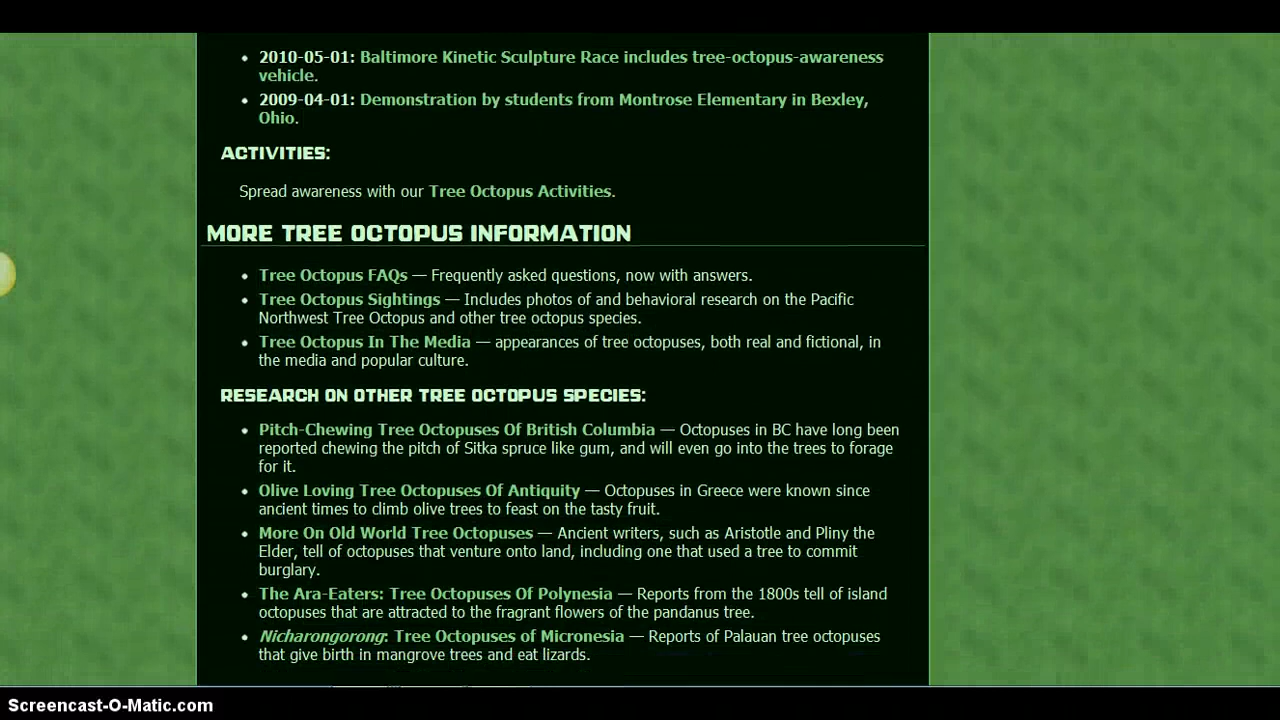 2010-05-01: Baltimore Kinetic Sculpture Race includes tree-octopus-awareness
vehicle.
2009-04-01: Demonstration by students from Montrose Elementary in Bexley,
Ohio.
ACTIVITIES:
Spread awareness with our Tree Octopus Activities.
MORE TREE OCTOPUS INFORMATION
Tree Octopus FAQs — Frequently asked questions, now with answers.
Tree Octopus Sightings — Includes photos of and behavioral research on the Pacific
Northwest Tree Octopus and other tree octopus species.
Tree Octopus In The Media — appearances of tree octopuses, both real and fictional, in
the media and popular culture.
RESEARCH ON OTHER TREE OCTOPUS SPECIES:
Pitch-Chewing Tree Octopuses Of British Columbia — Octopuses in BC have long been
reported chewing the pitch of Sitka spruce like gum, and will even go into the trees to forage
for it.
Olive Loving Tree Octopuses Of Antiquity — Octopuses in Greece were known since
ancient times to climb olive trees to feast on the tasty fruit.
More On Old World Tree Octopuses — Ancient writers, such as Aristotle and Pliny the
Elder, tell of octopuses that venture onto land, including one that used a tree to commit
burglary.
The Ara-Eaters: Tree Octopuses Of Polynesia — Reports from the 1800s tell of island
octopuses that are attracted to the fragrant flowers of the pandanus tree.
Nicharongorong: Tree Octopuses of Micronesia — Reports of Palauan tree octopuses
that give birth in mangrove trees and eat lizards.
Screencast-O-Matic.com